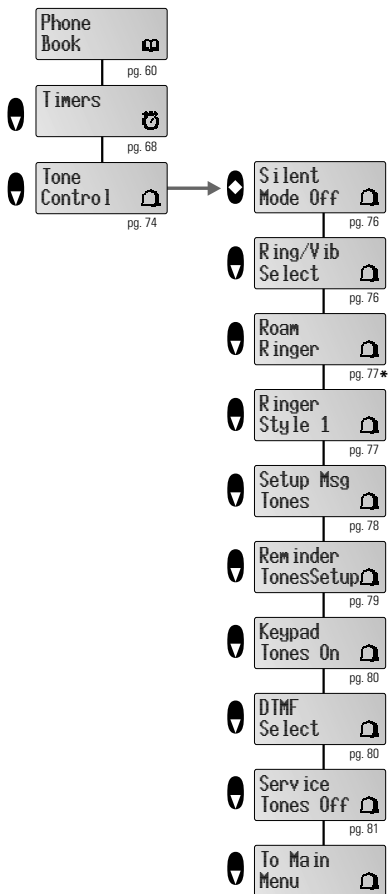 Phone
Book
pg. 60
Timers
pg. 68
Tone
Control
pg. 74
Silent
Mode Off
pg. 76
Ring/Vib
Select
pg. 76
Roam
Ringer
pg. 77*
Ringer
Style 1
pg. 77
Setup Msg
Tones
pg. 78
Reminder
TonesSetup
pg. 79
Keypad
Tones On
pg. 80
DTMF
Select
pg. 80
Service
Tones Off
pg. 81
To Main
Menu